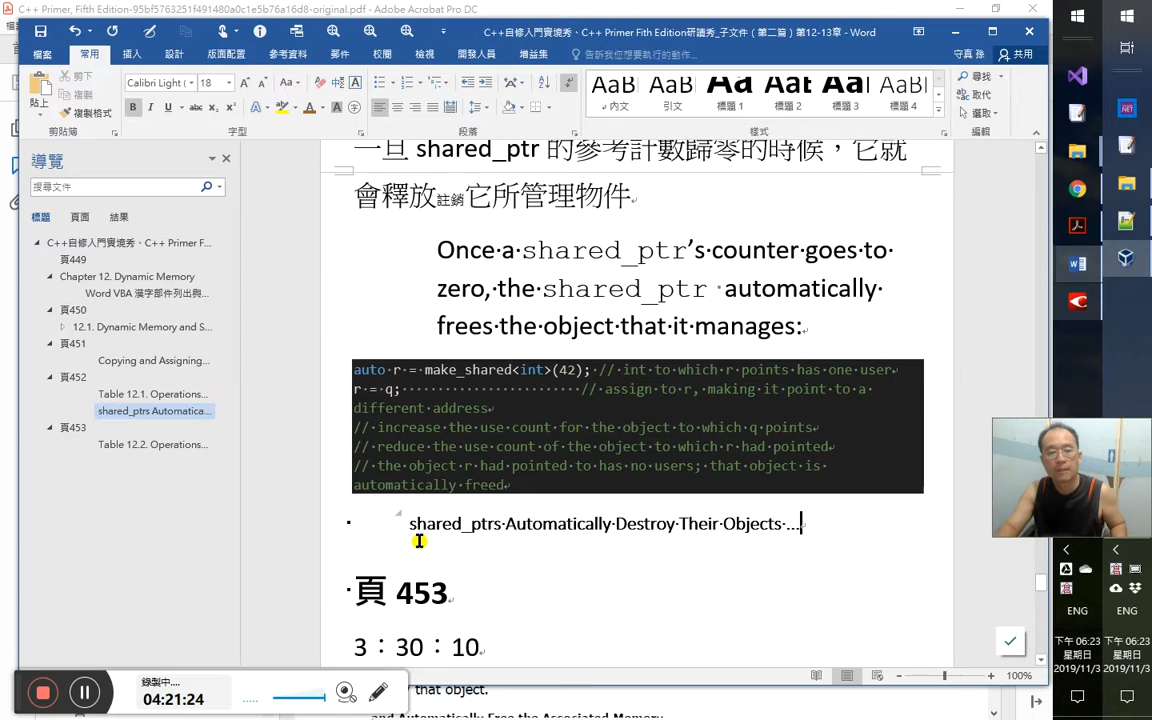 C++ Primer, Fifth Edition-95bf5763251f491480a0c1e5b76a16d8-original.pdf - Adobe Acrobat Pro DC
C++自修入門實境秀、C++ Primer Fith Edition研讀秀_子文件（第二篇）第12-13章 - Word
檔案 常用 插入 設計 版面配置 參考資料 郵件 校閱 檢視 開發人員 增益集 告訴我您想要執行的動作... 共用
剪下
複製
複製格式
貼上
Calibri Light ( 18
AaB AaB Aa Aat AaB AaBl
內文 引文 標題 1 標題 2 標題 3 標題 4
尋找
取代
選取
剪貼簿 字型 段落 樣式 編輯
導覽
搜尋文件
標題 頁面 結果
C++自修入門實境秀、C++ Primer F...
頁449
Chapter 12. Dynamic Memory
Word VBA 漢字部件列出與...
頁450
12.1. Dynamic Memory and S...
頁451
Copying and Assigning...
頁452
Table 12.1. Operations...
shared_ptrs Automatica...
頁453
Table 12.2. Operations...
一旦 shared_ptr 的參考計數歸零的時候，它就
會釋放註銷它所管理物件
Once a shared_ptr’s counter goes to
zero, the shared_ptr automatically
frees the object that it manages:
auto r = make_shared<int>(42); // int to which r points has one user
r = q; // assign to r, making it point to a
different address
// increase the use count for the object to which q points
// reduce the use count of the object to which r had pointed
// the object r had pointed to has no users; that object is
automatically freed
shared_ptrs Automatically Destroy Their Objects ...
頁 453
3：30：10
100%
錄製中....
04:21:24
that object.
and Automatically Free the Associated Memory
ENG ENG
下午 06:23 下午 06:23
星期日 星期日
2019/11/3 2019/11/3